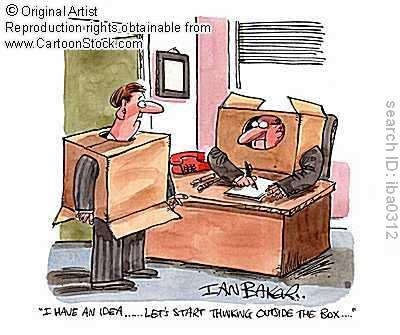 © Original Artist
Reproduction rights obtainable from
www.CartoonStock.com
search ID: iba0312
IAN BAKER..
"I HAVE AN IDEA......LET'S START THINKING OUTSIDE THE BOX...."